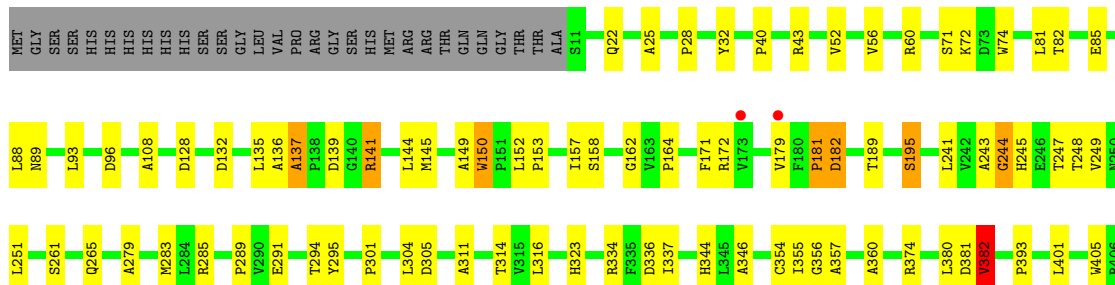 MET GLY SER SER HIS HIS HIS HIS HIS HIS SER SER GLY LEU VAL PRO ARG GLY SER HIS MET ARG ARG THR GLN GLN GLY THR THR ALA S11 Q22 A25 P28 Y32 P40 R43 V52 V56 R60 S71 K72 D73 W74 L81 T82 E85
L88 N89 L93 D96 A108 D128 D132 L135 A136 A137 P138 D139 G140 R141 L144 M145 A149 W150 P151 L152 P153 I157 S158 G162 V163 P164 F171 R172 V173 V179 F180 P181 D182 T189 S195 L241 V242 A243 G244 H245 E246 T247 T248 V249 N250
L251 S261 Q265 A279 M283 L284 R285 P289 V290 E291 T294 Y295 P301 L304 D305 A311 T314 V315 L316 H323 R334 F335 D336 I337 H344 L345 A346 C354 I355 G356 A357 A360 R374 L380 D381 V382 P393 L401 W405 R406